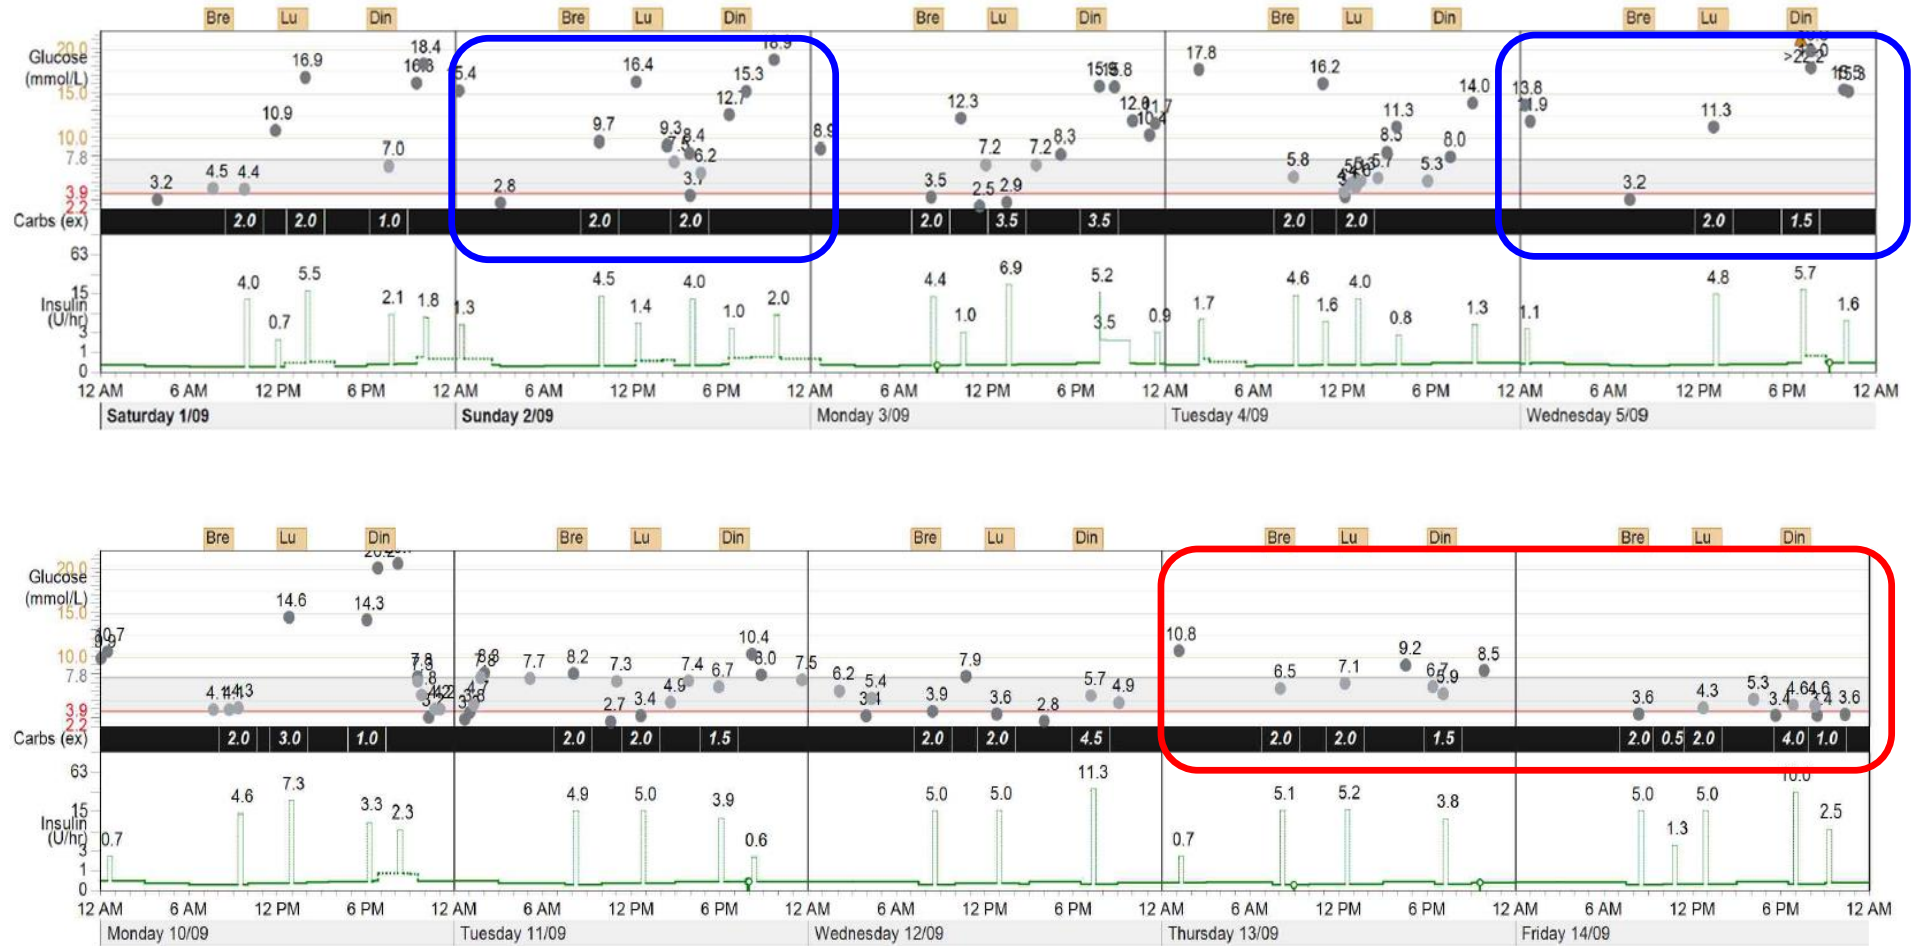 Bre Lu Din Bre Lu Din Bre Lu Din Bre Lu Din Bre Lu Din
Glucose
(mmol/L)
20.0
15.0
10.0
7.8
3.9
2.2
3.2 4.5 4.4 10.9 16.9 7.0 18.4
2.8 9.7 16.4 9.3 8.4 3.7 6.2 12.7 15.3 18.9
8.9 3.5 12.3 2.5 7.2 2.9 7.2 8.3 10.4 11.7
17.8 5.8 16.2 5.7 11.3 5.3 8.0 14.0
13.8 3.2 11.3 >22.2 15.3
Carbs (ex) 2.0 2.0 1.0 2.0 2.0 2.0 3.5 3.5 2.0 2.0 2.0 1.5
Insulin
(U/hr)
63
15
3
1
0
4.0 0.7 5.5 2.1 1.8 1.3 4.5 1.4 4.0 1.0 2.0 4.4 1.0 6.9 5.2 3.5 0.9 1.7 4.6 1.6 4.0 0.8 1.3 1.1 4.8 5.7 1.6
12 AM 6 AM 12 PM 6 PM 12 AM 6 AM 12 PM 6 PM 12 AM 6 AM 12 PM 6 PM 12 AM 6 AM 12 PM 6 PM 12 AM 6 AM 12 PM 6 PM 12 AM
Saturday 1/09 Sunday 2/09 Monday 3/09 Tuesday 4/09 Wednesday 5/09
Bre Lu Din Bre Lu Din Bre Lu Din Bre Lu Din Bre Lu Din
Glucose
(mmol/L)
20.0
15.0
10.0
7.8
3.9
2.2
14.6 14.3
7.7 8.2 2.7 7.3 3.4 4.9 7.4 6.7 10.4 8.0 7.5
6.2 5.4 3.9 7.9 3.6 2.8 5.7 4.9
10.8 6.5 7.1 9.2 5.9 8.5
3.6 4.3 5.3 3.4 4.6 3.6
Carbs (ex) 2.0 3.0 1.0 2.0 2.0 1.5 2.0 2.0 4.5 2.0 2.0 1.5 2.0 0.5 2.0 4.0 1.0
Insulin
(U/hr)
63
15
3
1
0
0.7 4.6 7.3 3.3 2.3 4.9 5.0 3.9 0.6 5.0 5.0 11.3 0.7 5.1 5.2 3.8 5.0 1.3 5.0 10.0 2.5
12 AM 6 AM 12 PM 6 PM 12 AM 6 AM 12 PM 6 PM 12 AM 6 AM 12 PM 6 PM 12 AM 6 AM 12 PM 6 PM 12 AM 6 AM 12 PM 6 PM 12 AM
Monday 10/09 Tuesday 11/09 Wednesday 12/09 Thursday 13/09 Friday 14/09